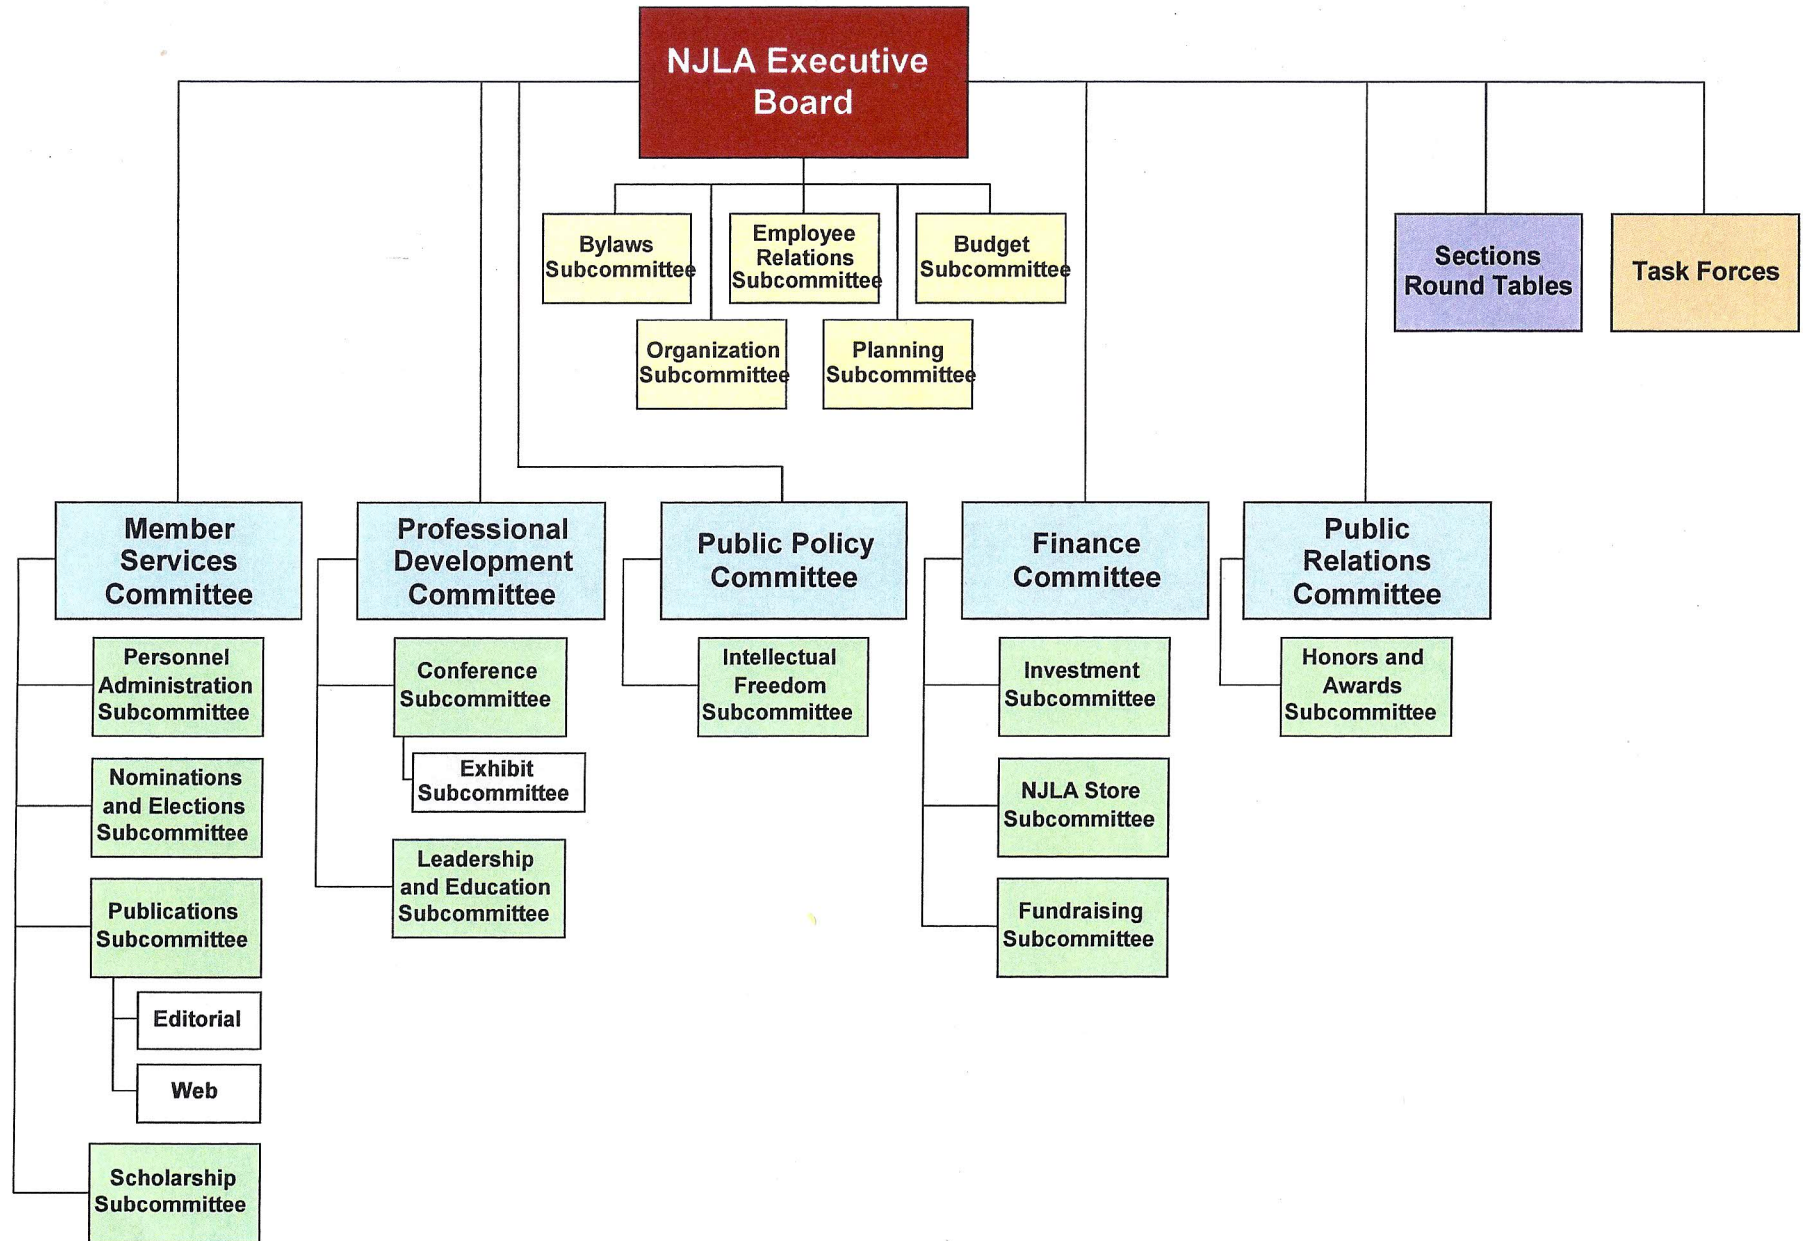 NJLA Executive
Board
Bylaws
Subcommittee
Employee
Relations
Subcommittee
Budget
Subcommittee
Organization
Subcommittee
Planning
Subcommittee
Sections
Round Tables
Task Forces
Member
Services
Committee
Personnel
Administration
Subcommittee
Nominations
and Elections
Subcommittee
Publications
Subcommittee
Editorial
Web
Scholarship
Subcommittee
Professional
Development
Committee
Conference
Subcommittee
Exhibit
Subcommittee
Leadership
and Education
Subcommittee
Public Policy
Committee
Intellectual
Freedom
Subcommittee
Finance
Committee
Investment
Subcommittee
NJLA Store
Subcommittee
Fundraising
Subcommittee
Public
Relations
Committee
Honors and
Awards
Subcommittee